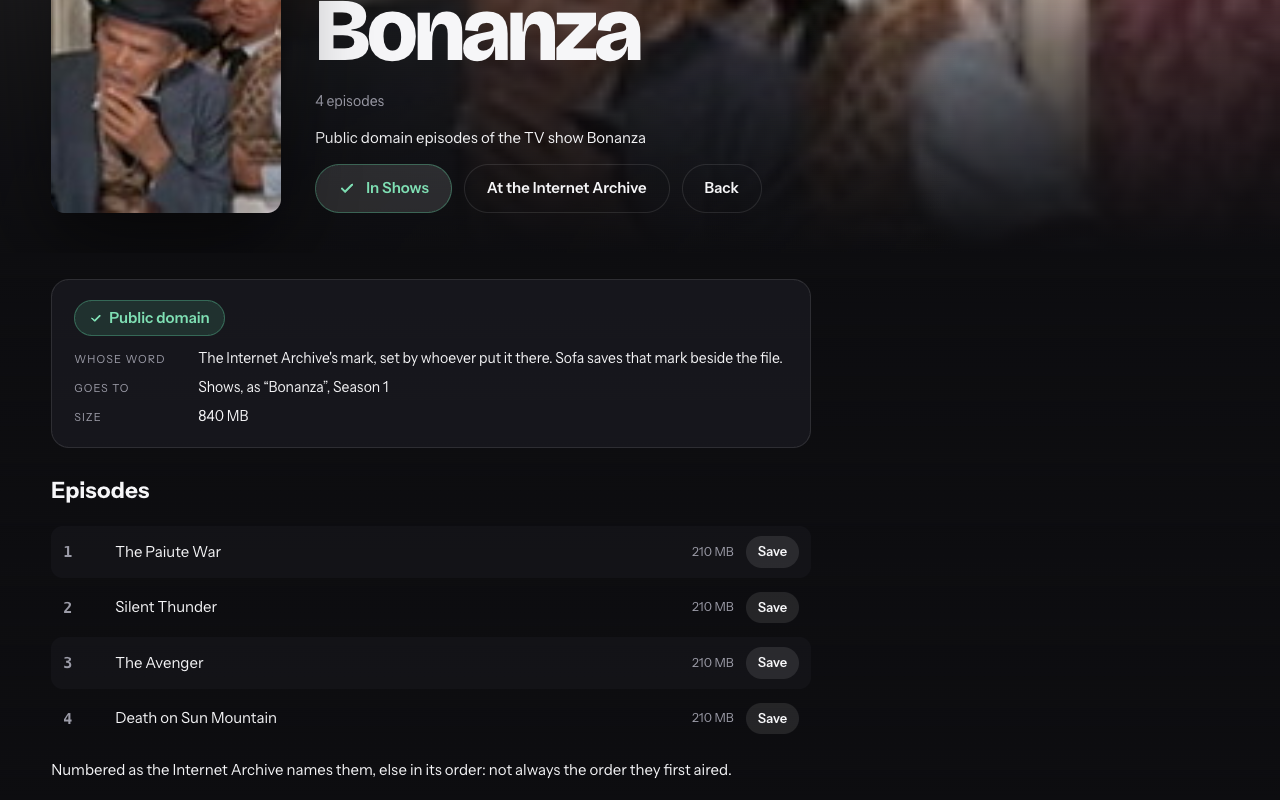 Bonanza
4 episodes
Public domain episodes of the TV show Bonanza
In Shows
At the Internet Archive
Back
Public domain
WHOSE WORD The Internet Archive's mark, set by whoever put it there. Sofa saves that mark beside the file.
GOES TO Shows, as “Bonanza”, Season 1
SIZE 840 MB
Episodes
1 The Paiute War 210 MB Save
2 Silent Thunder 210 MB Save
3 The Avenger 210 MB Save
4 Death on Sun Mountain 210 MB Save
Numbered as the Internet Archive names them, else in its order: not always the order they first aired.